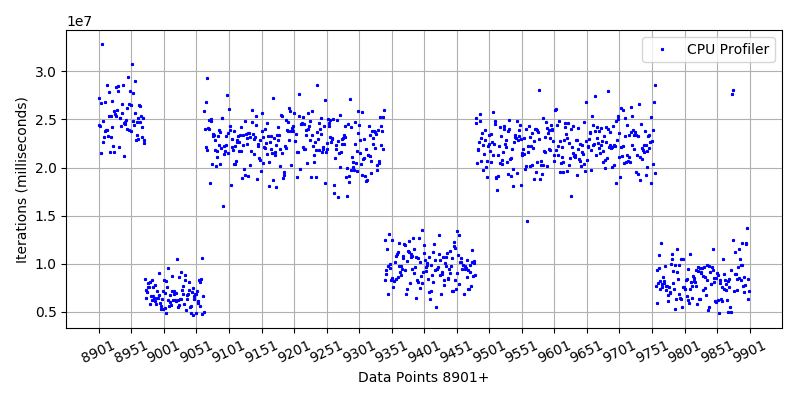 1e7
CPU Profiler
3.0
2.5
2.0
1.5
1.0
0.5
Iterations (milliseconds)
8901 8951 9001 9051 9101 9151 9201 9251 9301 9351 9401 9451 9501 9551 9601 9651 9701 9751 9801 9851 9901
Data Points 8901+